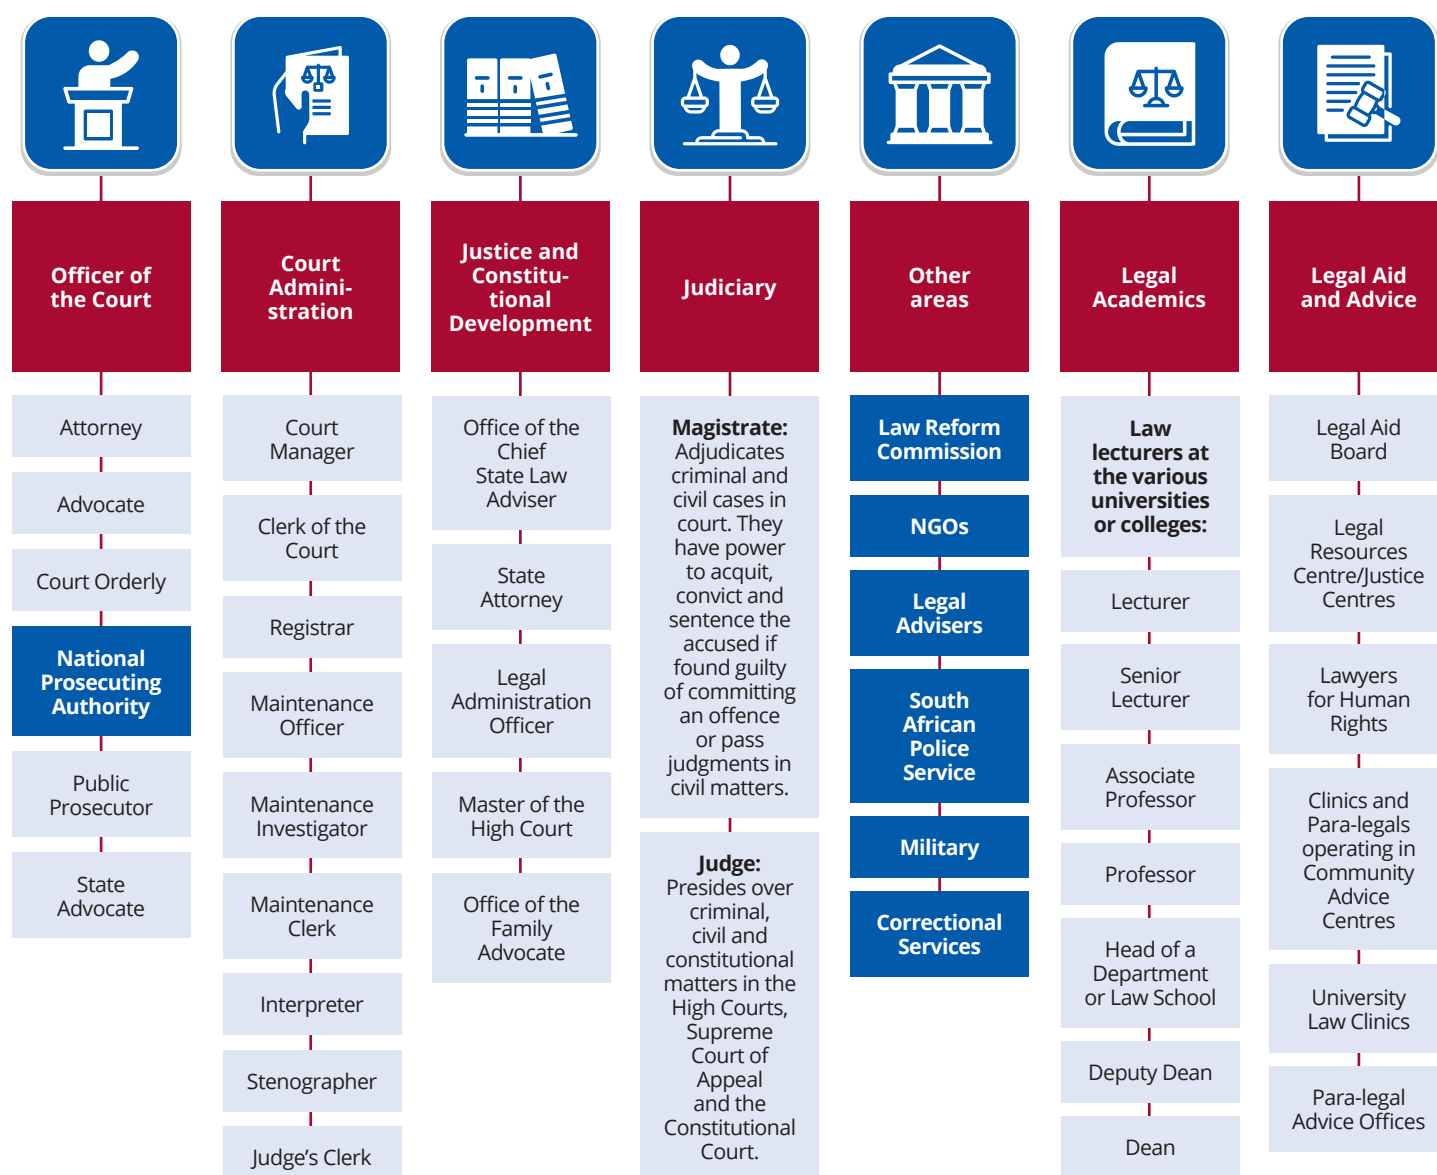 Officer of
the Court
Attorney
Advocate
Court Orderly
National
Prosecuting
Authority
Public
Prosecutor
State
Advocate
Court
Admini-
stration
Court
Manager
Clerk of the
Court
Registrar
Maintenance
Officer
Maintenance
Investigator
Maintenance
Clerk
Interpreter
Stenographer
Judge's Clerk
Justice and
Constitu-
tional
Development
Office of the
Chief
State Law
Adviser
State
Attorney
Legal
Administration
Officer
Master of the
High Court
Office of the
Family
Advocate
Judiciary
Magistrate:
Adjudicates
criminal and
civil cases in
court. They
have power
to acquit,
convict and
sentence the
accused if
found guilty
of committing
an offence
or pass
judgments in
civil matters.
Judge:
Presides over
criminal,
civil and
constitutional
matters in the
High Courts,
Supreme
Court of
Appeal
and the
Constitutional
Court.
Other
areas
Law Reform
Commission
NGOs
Legal
Advisers
South
African
Police
Service
Military
Correctional
Services
Legal
Academics
Law
lecturers at
the various
universities
or colleges:
Lecturer
Senior
Lecturer
Associate
Professor
Professor
Head of a
Department
or Law School
Deputy Dean
Dean
Legal Aid
and Advice
Legal Aid
Board
Legal
Resources
Centre/Justice
Centres
Lawyers
for Human
Rights
Clinics and
Para-legals
operating in
Community
Advice
Centres
University
Law Clinics
Para-legal
Advice Offices